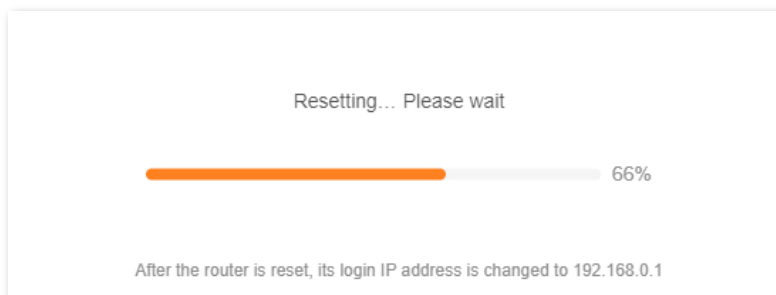 Resetting... Please wait
66%
After the router is reset, its login IP address is changed to 192.168.0.1